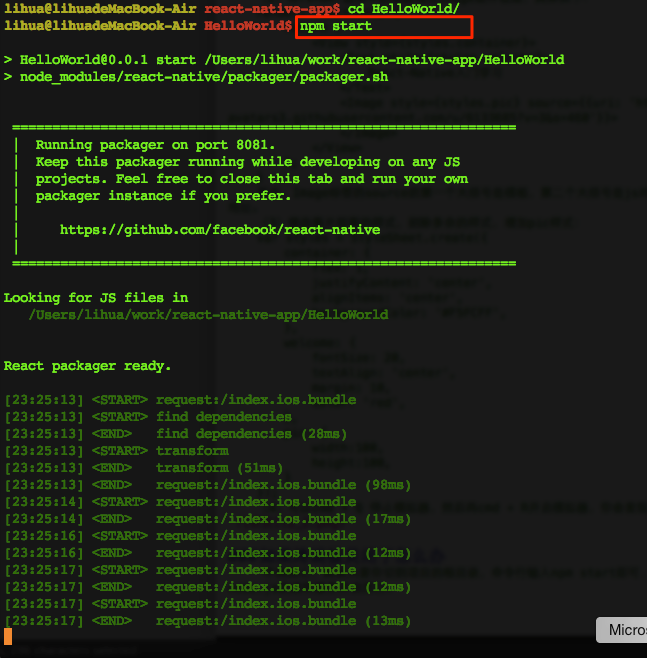 lihua@lihuadeMacBook-Air react-native-app$ cd HelloWorld/
lihua@lihuadeMacBook-Air HelloWorld$ npm start
> HelloWorld@0.0.1 start /Users/lihua/work/react-native-app/HelloWorld
> node_modules/react-native/packager/packager.sh
===============================================================
| Running packager on port 8081.
| Keep this packager running while developing on any JS
| projects. Feel free to close this tab and run your own
| packager instance if you prefer.
|
| https://github.com/facebook/react-native
|
===============================================================
Looking for JS files in
/Users/lihua/work/react-native-app/HelloWorld
React packager ready.
[23:25:13] <START> request:/index.ios.bundle
[23:25:13] <START> find dependencies
[23:25:13] <END> find dependencies (28ms)
[23:25:13] <START> transform
[23:25:13] <END> transform (51ms)
[23:25:13] <END> request:/index.ios.bundle (98ms)
[23:25:14] <START> request:/index.ios.bundle
[23:25:14] <END> request:/index.ios.bundle (17ms)
[23:25:16] <START> request:/index.ios.bundle
[23:25:16] <END> request:/index.ios.bundle (12ms)
[23:25:17] <START> request:/index.ios.bundle
[23:25:17] <END> request:/index.ios.bundle (12ms)
[23:25:17] <START> request:/index.ios.bundle
[23:25:17] <END> request:/index.ios.bundle (13ms)
Micros